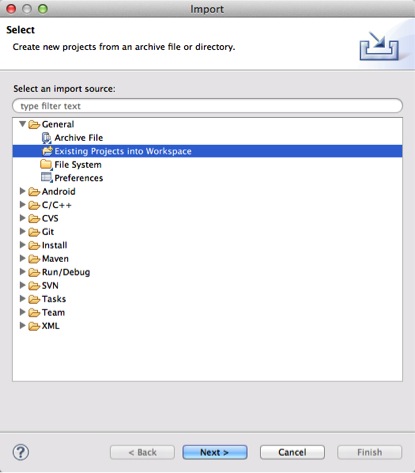 Import
Select
Create new projects from an archive file or directory.
Select an import source:
type filter text
General
Archive File
Existing Projects into Workspace
File System
Preferences
Android
C/C++
CVS
Git
Install
Maven
Run/Debug
SVN
Tasks
Team
XML
?
< Back
Next >
Cancel
Finish